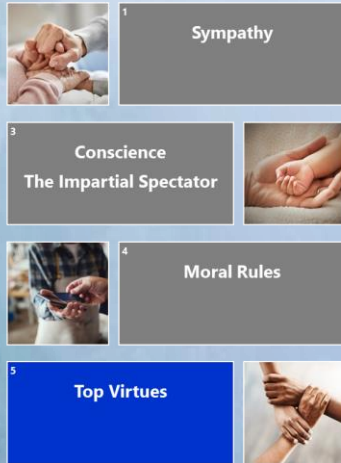 1
Sympathy
3
Conscience
The Impartial Spectator
4
Moral Rules
5
Top Virtues